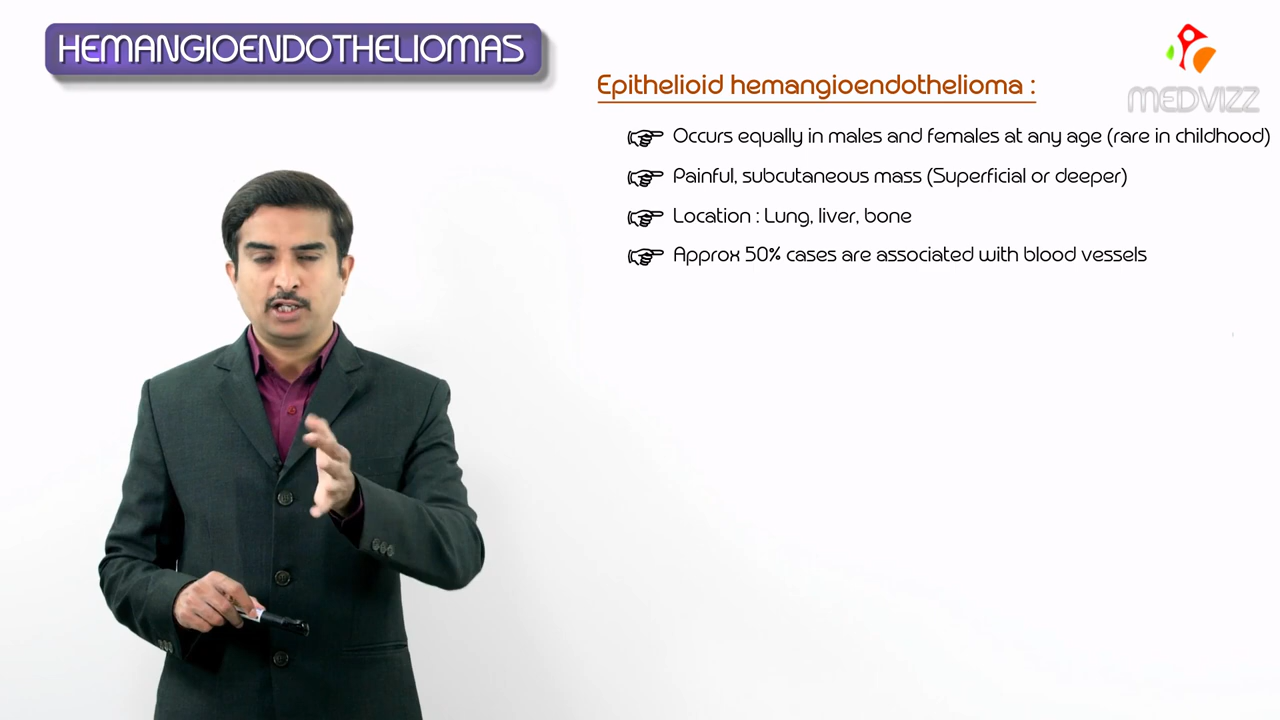 HEMANGIOENDOTHELIOMAS
MEDVIZZ
Epithelioid hemangioendothelioma :
Occurs equally in males and females at any age (rare in childhood)
Painful, subcutaneous mass (Superficial or deeper)
Location : Lung, liver, bone
Approx 50% cases are associated with blood vessels